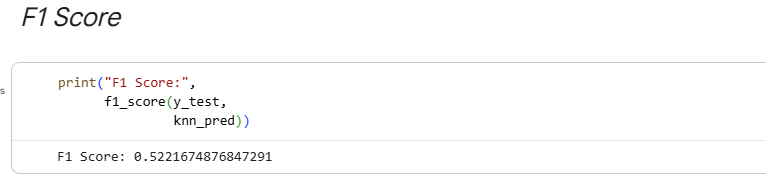 F1 Score
s
print("F1 Score:",
f1_score(y_test,
knn_pred))
F1 Score: 0.5221674876847291